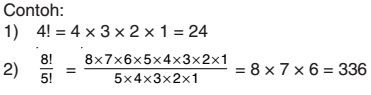 Contoh:
1) 4! = 4 × 3 × 2 × 1 = 24
2) 8!/5! = 8×7×6×5×4×3×2×1/5×4×3×2×1 = 8 × 7 × 6 = 336